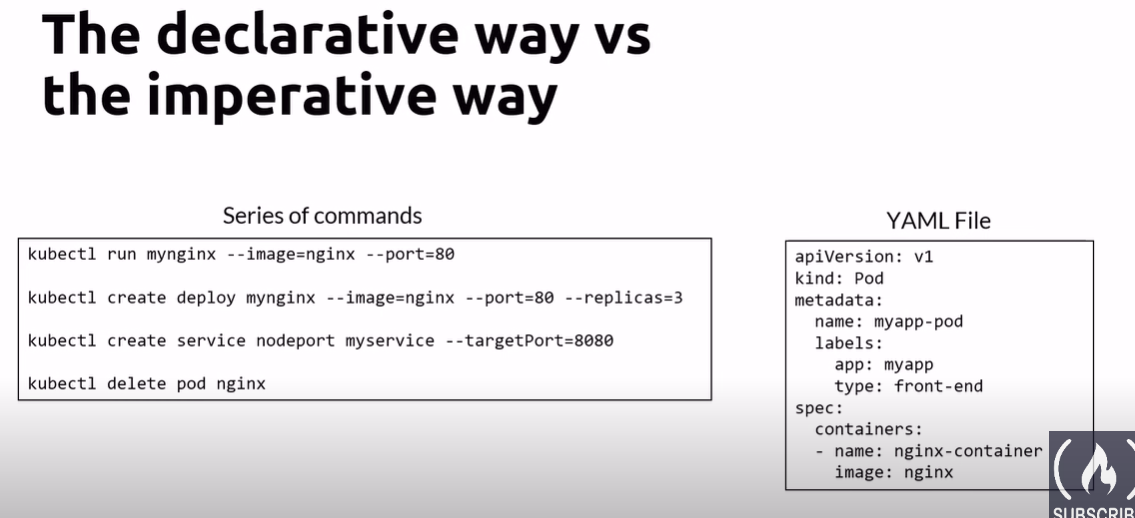 The declarative way vs
the imperative way
Series of commands
kubectl run mynginx --image=nginx --port=80
kubectl create deploy mynginx --image=nginx --port=80 --replicas=3
kubectl create service nodeport myservice --targetPort=8080
kubectl delete pod nginx
YAML File
apiVersion: v1
kind: Pod
metadata:
  name: myapp-pod
  labels:
    app: myapp
    type: front-end
spec:
  containers:
  - name: nginx-container
    image: nginx
SUBSCRIB